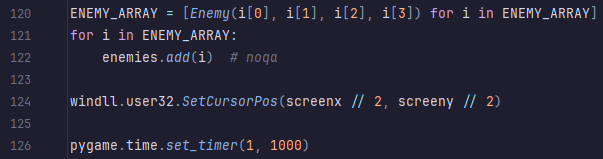 120 ENEMY_ARRAY = [Enemy(i[0], i[1], i[2], i[3]) for i in ENEMY_ARRAY]
121 for i in ENEMY_ARRAY:
122     enemies.add(i)  # noqa
123
124 windll.user32.SetCursorPos(screenx // 2, screeny // 2)
125
126 pygame.time.set_timer(1, 1000)